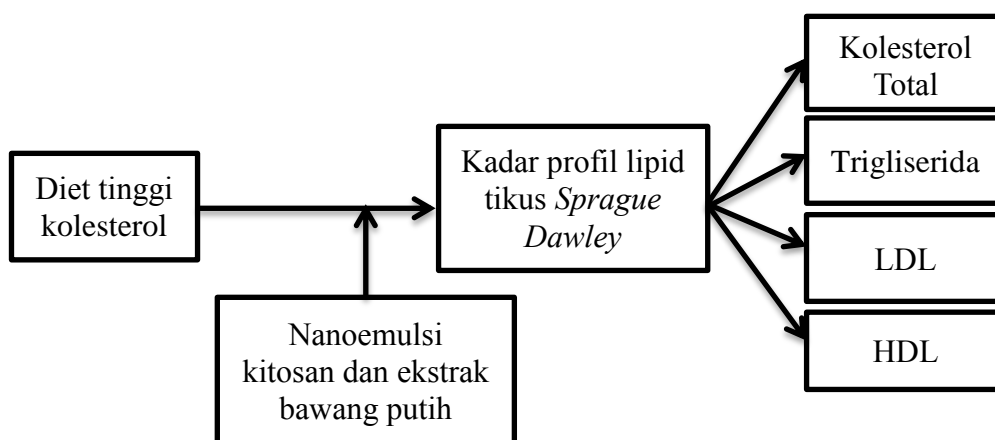 Diet tinggi
kolesterol
Nanoemulsi
kitosan dan ekstrak
bawang putih
Kadar profil lipid
tikus Sprague
Dawley
Kolesterol
Total
Trigliserida
LDL
HDL